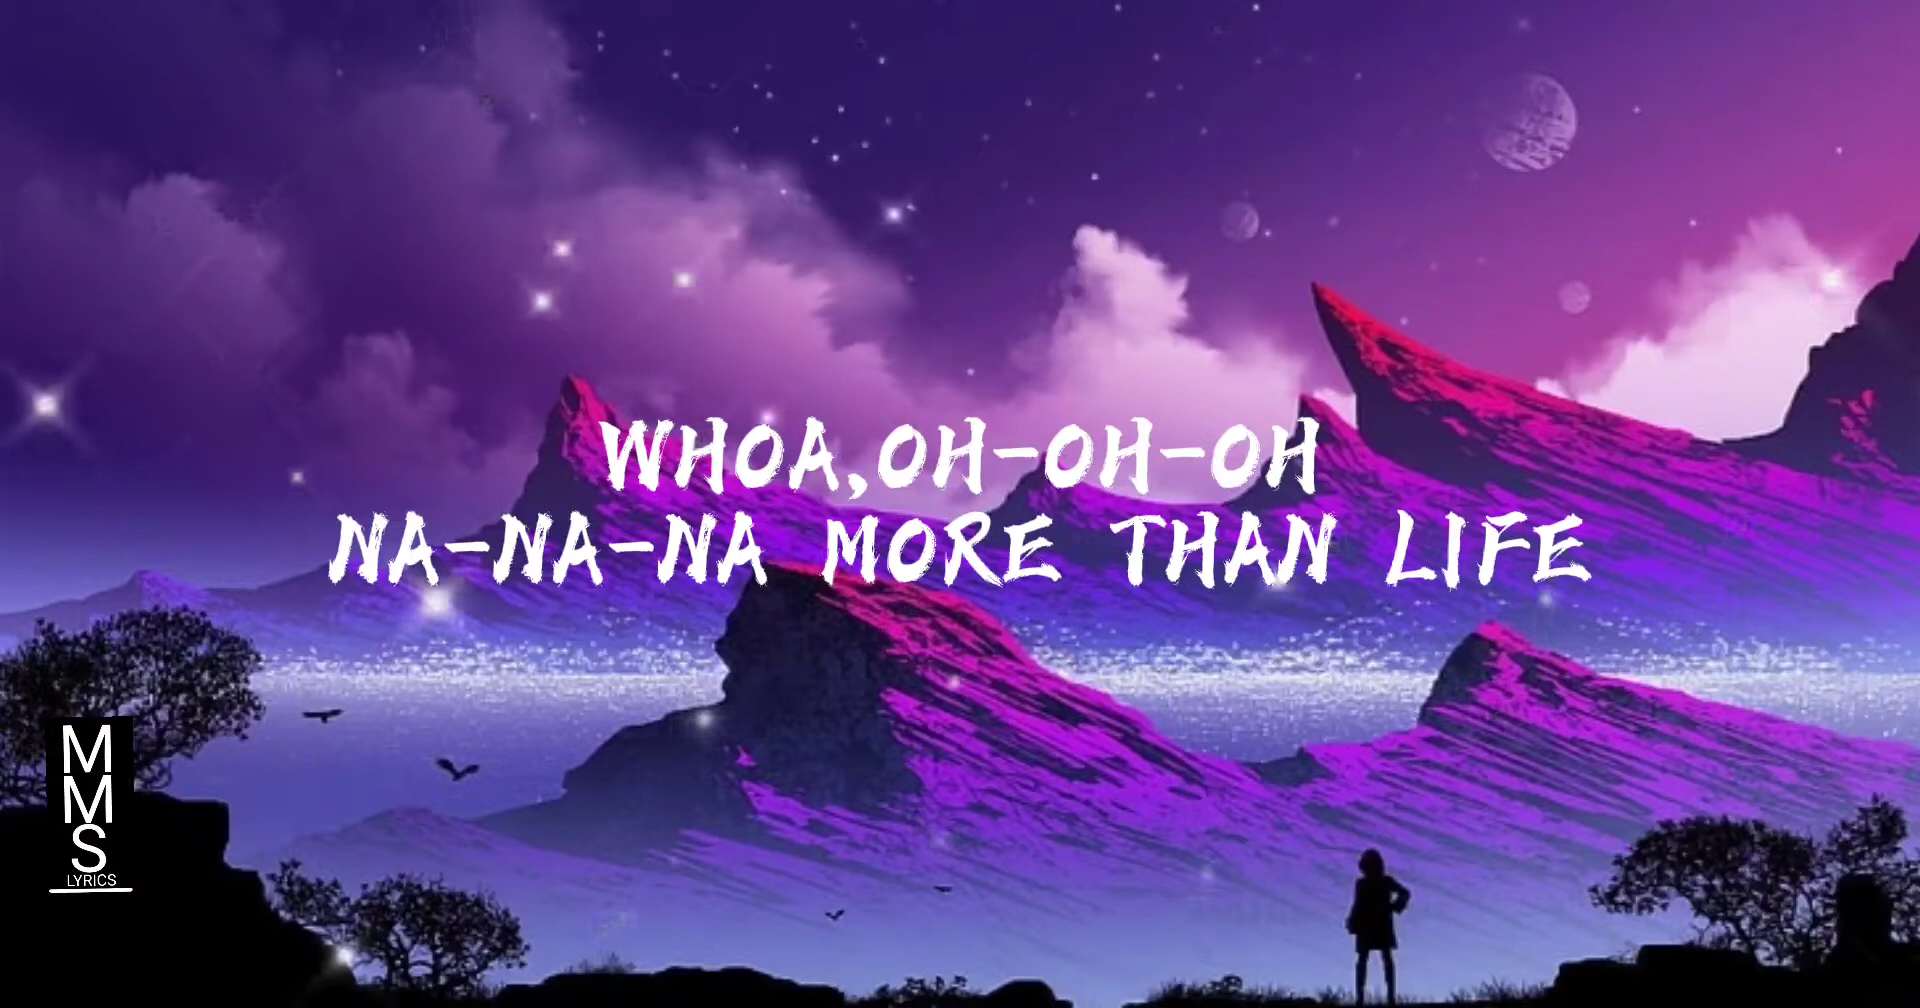 WHOA,OH-OH-OH
NA-NA-NA MORE THAN LIFE
M
M
S
LYRICS